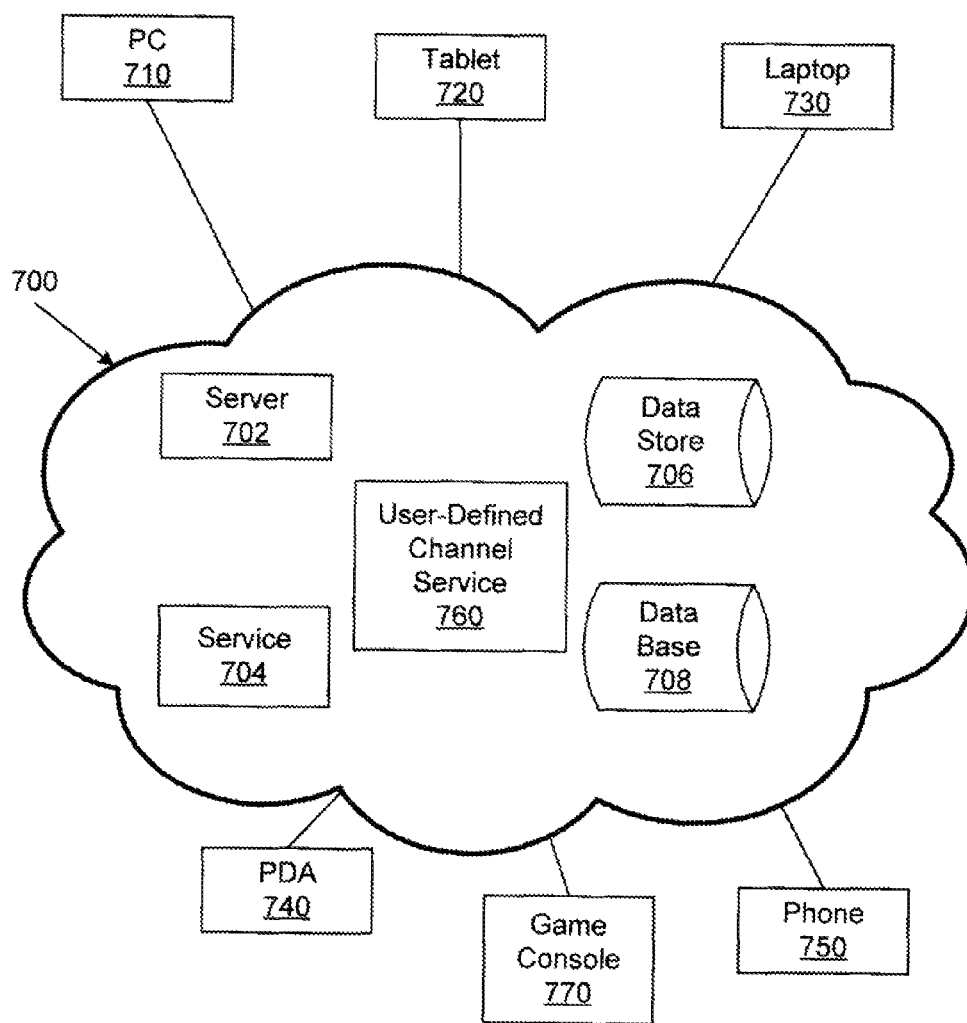 PC
710
Tablet
720
Laptop
730
700
Server
702
Data
Store
706
User-Defined
Channel
Service
760
Service
704
Data
Base
708
PDA
740
Game
Console
770
Phone
750